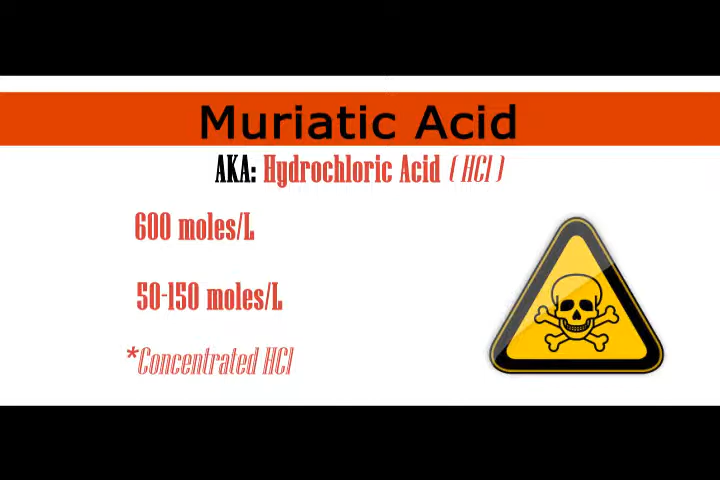 Muriatic Acid
AKA: Hydrochloric Acid ( HCl )
600 moles/L
50-150 moles/L
*Concentrated HCl